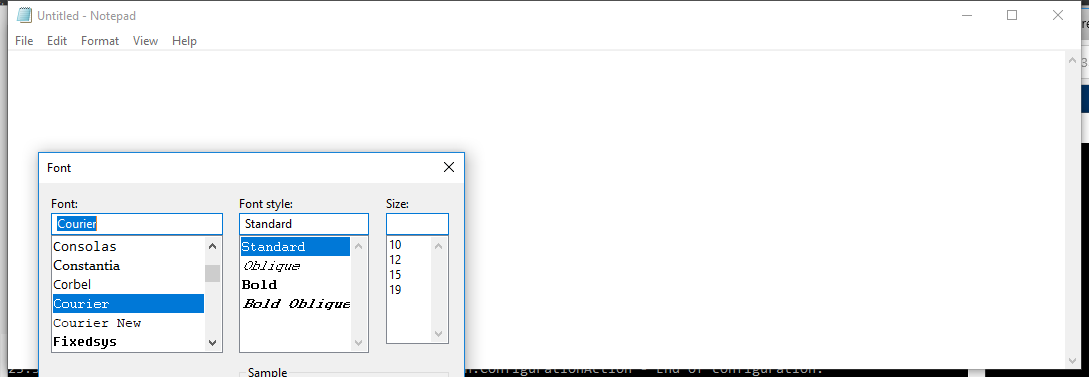 Untitled - Notepad
File Edit Format View Help
Font
Font: Font style: Size:
Courier Standard
Consolas Standard 10
Constantia Oblique 12
Corbel Bold 15
Courier Bold Oblique 19
Courier New
Fixedsys
Sample
ConfigurationAction - End of configuration.